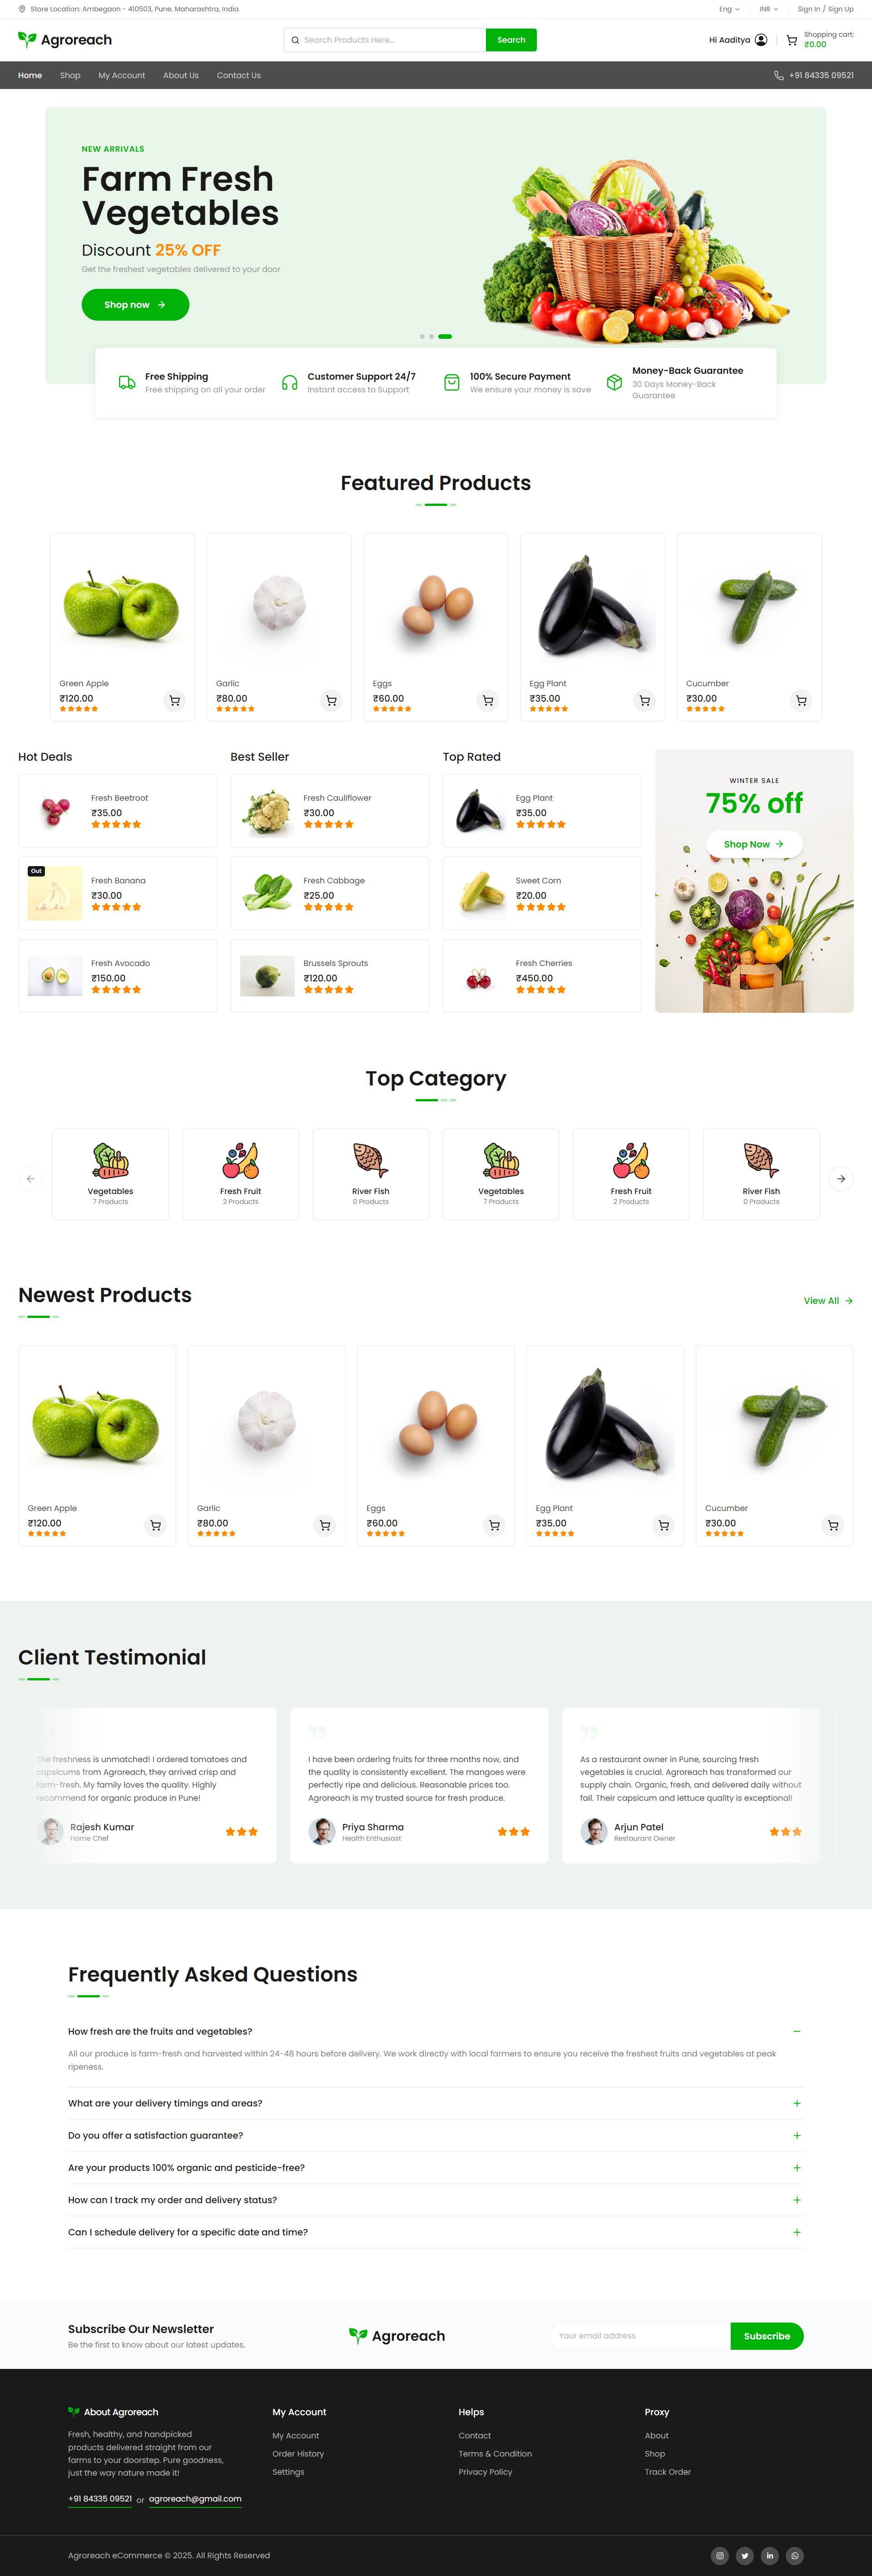 Store Location: Ambegaon - 410503, Pune, Maharashtra, India
Eng
INR
Sign In / Sign Up
Agroreach
Search Products Here...
Search
Hi Aaditya
Shopping cart:
₹0.00
Home
Shop
My Account
About Us
Contact Us
+91 84335 09521
NEW ARRIVALS
Farm Fresh
Vegetables
Discount 25% OFF
Get the freshest vegetables delivered to your door
Shop now
Free Shipping
Free shipping on all your order
Customer Support 24/7
Instant access to Support
100% Secure Payment
We ensure your money is save
Money-Back Guarantee
30 Days Money-Back
Guarantee
Featured Products
Green Apple
₹120.00
Garlic
₹80.00
Eggs
₹60.00
Egg Plant
₹35.00
Cucumber
₹30.00
Hot Deals
Fresh Beetroot
₹35.00
Out
Fresh Banana
₹30.00
Fresh Avocado
₹150.00
Best Seller
Fresh Cauliflower
₹30.00
Fresh Cabbage
₹25.00
Brussels Sprouts
₹120.00
Top Rated
Egg Plant
₹35.00
Sweet Corn
₹20.00
Fresh Cherries
₹450.00
WINTER SALE
75% off
Shop Now
Top Category
Vegetables
7 Products
Fresh Fruit
2 Products
River Fish
0 Products
Vegetables
7 Products
Fresh Fruit
2 Products
River Fish
0 Products
Newest Products
View All
Green Apple
₹120.00
Garlic
₹80.00
Eggs
₹60.00
Egg Plant
₹35.00
Cucumber
₹30.00
Client Testimonial
The freshness is unmatched! I ordered tomatoes and
capsicums from Agroreach, they arrived crisp and
farm-fresh. My family loves the quality. Highly
recommend for organic produce in Pune!
Rajesh Kumar
Home Chef
I have been ordering fruits for three months now, and
the quality is consistently excellent. The mangoes were
perfectly ripe and delicious. Reasonable prices too.
Agroreach is my trusted source for fresh produce.
Priya Sharma
Health Enthusiast
As a restaurant owner in Pune, sourcing fresh
vegetables is crucial. Agroreach has transformed our
supply chain. Organic, fresh, and delivered daily without
fail. Their capsicum and lettuce quality is exceptional!
Arjun Patel
Restaurant Owner
Frequently Asked Questions
How fresh are the fruits and vegetables?
All our produce is farm-fresh and harvested within 24-48 hours before delivery. We work directly with local farmers to ensure you receive the freshest fruits and vegetables at peak
ripeness.
What are your delivery timings and areas?
Do you offer a satisfaction guarantee?
Are your products 100% organic and pesticide-free?
How can I track my order and delivery status?
Can I schedule delivery for a specific date and time?
Subscribe Our Newsletter
Be the first to know about our latest updates.
Agroreach
Your email address
Subscribe
About Agroreach
Fresh, healthy, and handpicked
products delivered straight from our
farms to your doorstep. Pure goodness,
just the way nature made it!
+91 84335 09521 or agroreach@gmail.com
My Account
My Account
Order History
Settings
Helps
Contact
Terms & Condition
Privacy Policy
Proxy
About
Shop
Track Order
Agroreach eCommerce © 2025. All Rights Reserved